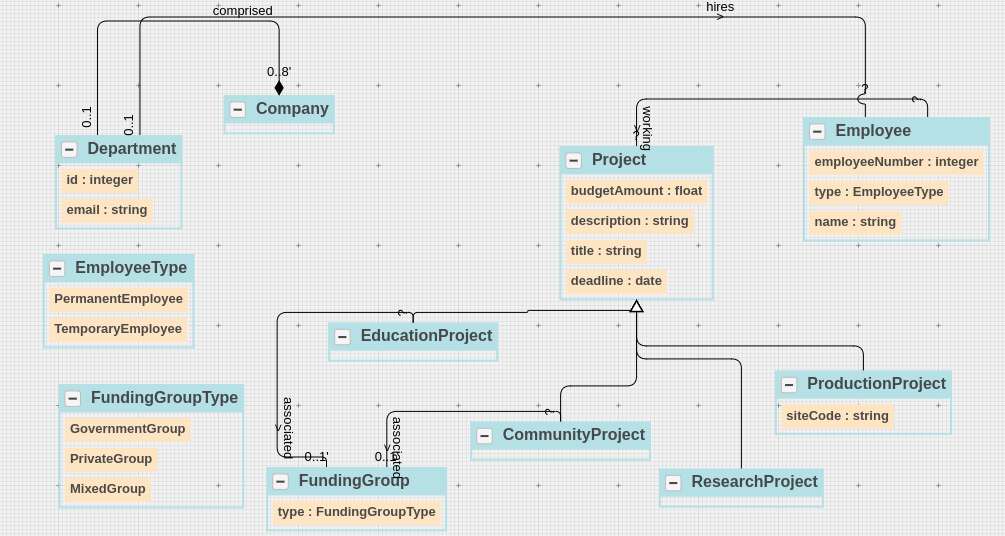 comprised
hires
0..8'
Company
0..1
0..1
?
?
working
?
Department
id : integer
email : string
Employee
employeeNumber : integer
type : EmployeeType
name : string
Project
budgetAmount : float
description : string
title : string
deadline : date
EmployeeType
PermanentEmployee
TemporaryEmployee
?
EducationProject
ProductionProject
siteCode : string
FundingGroupType
GovernmentGroup
PrivateGroup
MixedGroup
associated
associated
?
CommunityProject
0..1'
FundingGroup
type : FundingGroupType
ResearchProject